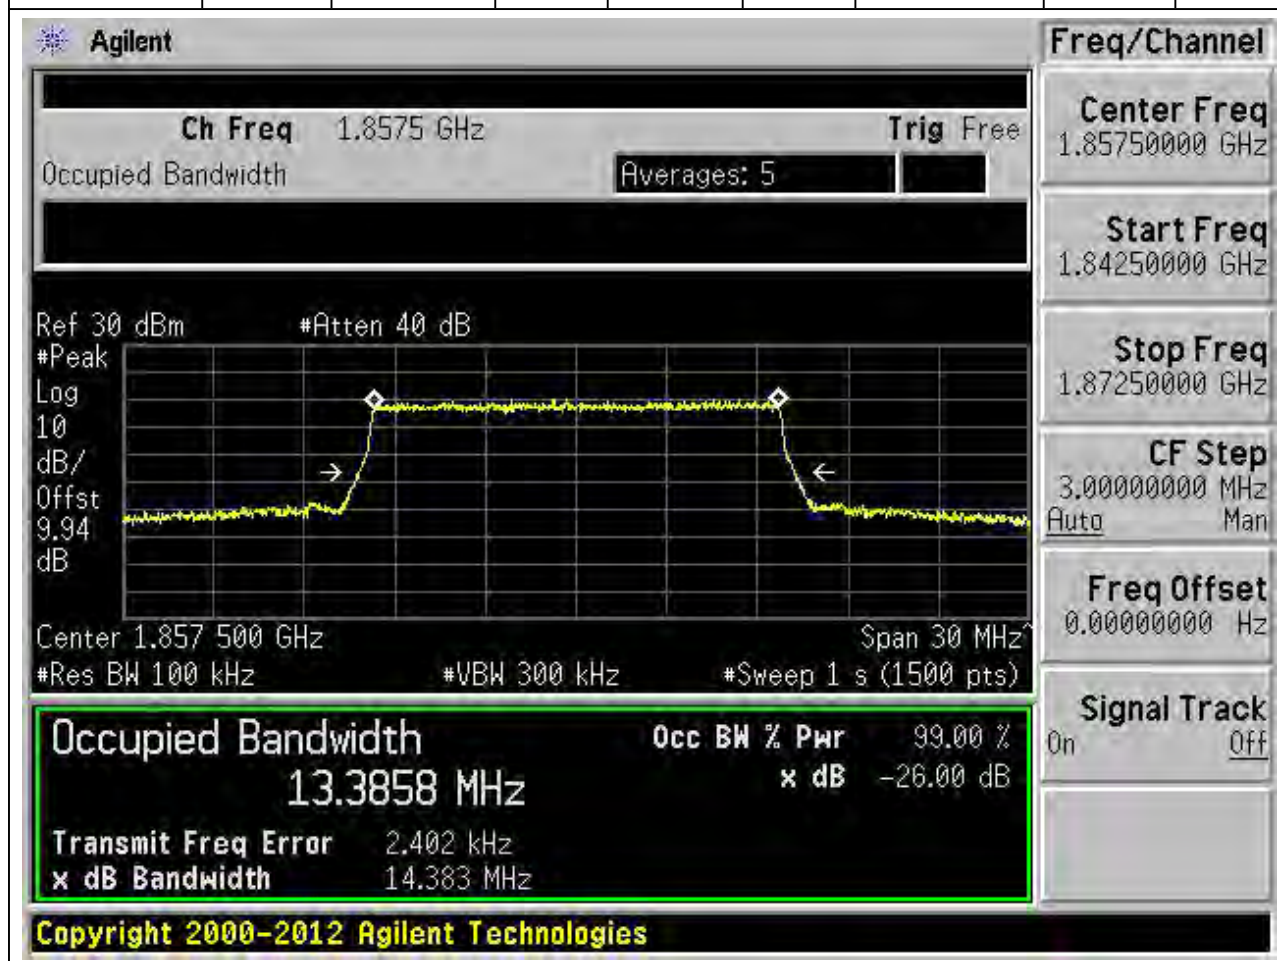 Agilent
Freq/Channel
Ch Freq 1.8575 GHz Trig Free
Occupied Bandwidth Averages: 5
Center Freq
1.85750000 GHz
Start Freq
1.84250000 GHz
Stop Freq
1.87250000 GHz
CF Step
3.00000000 MHz
Auto Man
Freq Offset
0.00000000 Hz
Signal Track
On Off
Ref 30 dBm #Atten 40 dB
#Peak
Log
10
dB/
Offst
9.94
dB
Center 1.857 500 GHz Span 30 MHz^
#Res BW 100 kHz #VBW 300 kHz #Sweep 1 s (1500 pts)
Occupied Bandwidth Occ BW % Pwr 99.00 %
13.3858 MHz x dB -26.00 dB
Transmit Freq Error 2.402 kHz
x dB Bandwidth 14.383 MHz
Copyright 2000-2012 Agilent Technologies